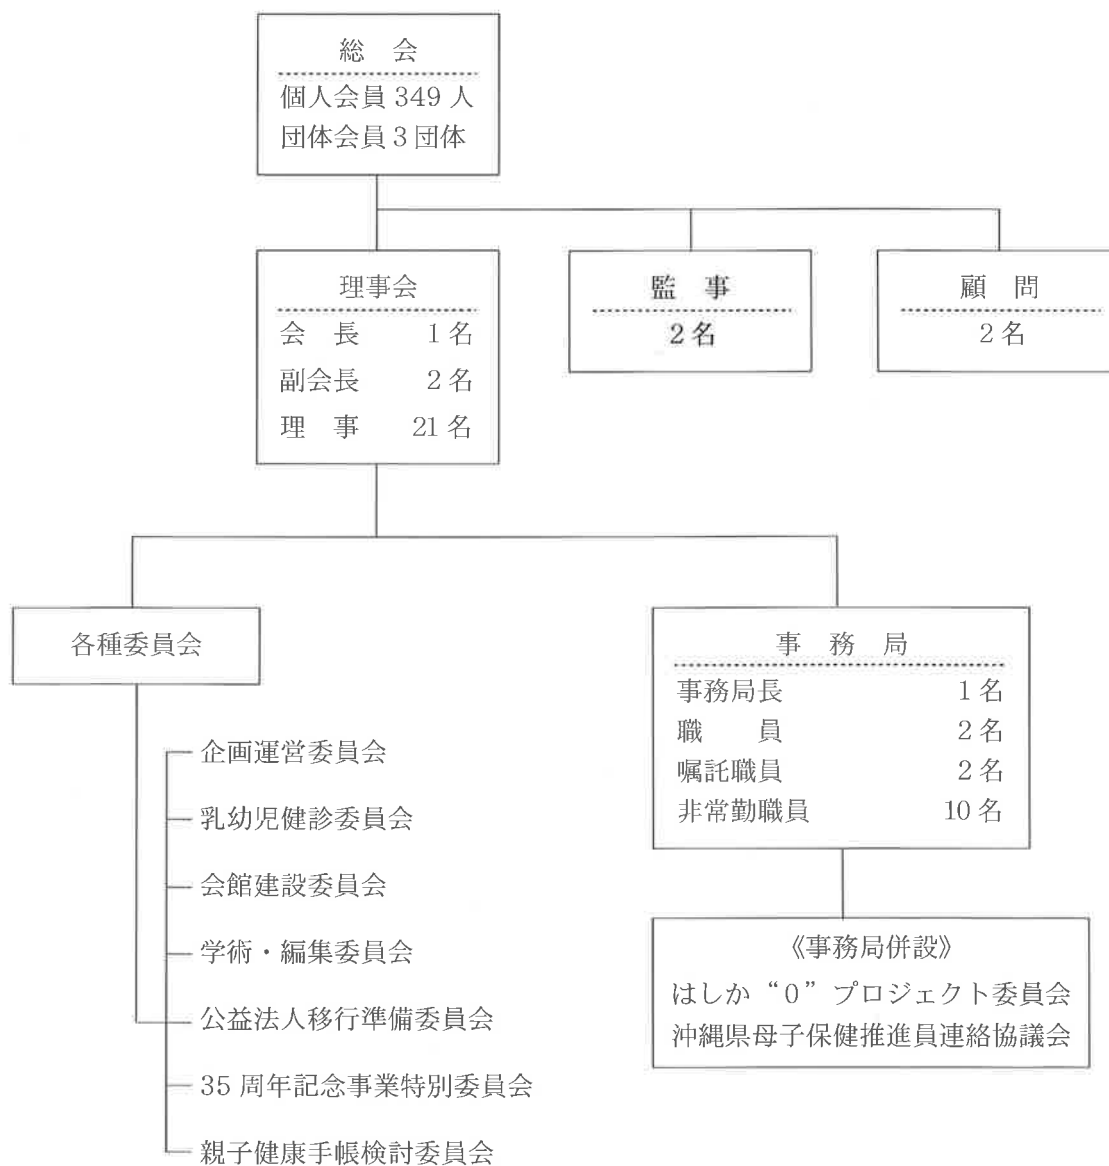 総　会
個人会員 349 人
団体会員 3 団体
理事会
会　長　1 名
副会長　2 名
理　事　21 名
監　事
2 名
顧　問
2 名
各種委員会
企画運営委員会
乳幼児健診委員会
会館建設委員会
学術・編集委員会
公益法人移行準備委員会
35 周年記念事業特別委員会
親子健康手帳検討委員会
事　務　局
事務局長　1 名
職　員　2 名
嘱託職員　2 名
非常勤職員　10 名
《事務局併設》
はしか“0”プロジェクト委員会
沖縄県母子保健推進員連絡協議会